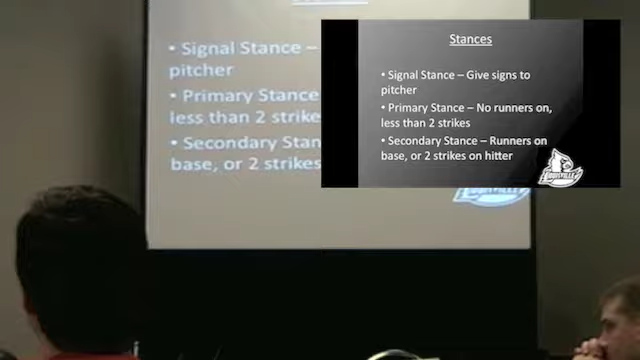 • Signal Stance –
pitcher
• Primary Stance
less than 2 strike
• Secondary Stan
base, or 2 strikes
Stances
• Signal Stance – Give signs to
pitcher
• Primary Stance – No runners on,
less than 2 strikes
• Secondary Stance – Runners on
base, or 2 strikes on hitter
LOUISVILLE